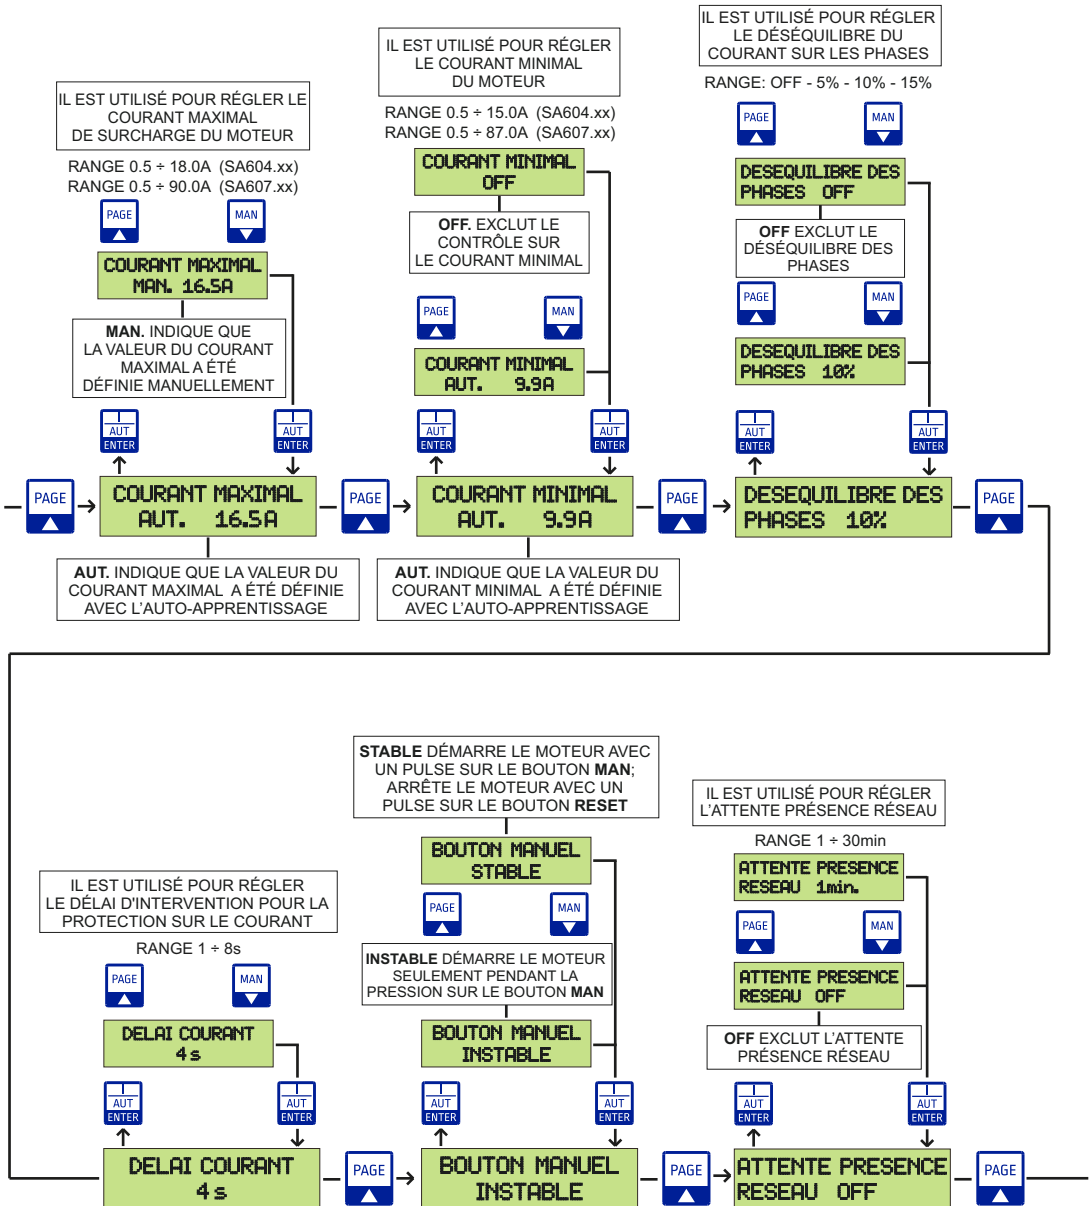 IL EST UTILISÉ POUR RÉGLER LE
COURANT MAXIMAL
DE SURCHARGE DU MOTEUR
RANGE 0.5 ÷ 18.0A (SA604.xx)
RANGE 0.5 ÷ 90.0A (SA607.xx)
PAGE
MAN
COURANT MAXIMAL
MAN. 16.5A
MAN. INDIQUE QUE
LA VALEUR DU COURANT
MAXIMAL A ÉTÉ
DÉFINIE MANUELLEMENT
AUT
ENTER
AUT
ENTER
PAGE
COURANT MAXIMAL
AUT. 16.5A
PAGE
AUT. INDIQUE QUE LA VALEUR DU
COURANT MAXIMAL A ÉTÉ DÉFINIE
AVEC L'AUTO-APPRENTISSAGE
IL EST UTILISÉ POUR RÉGLER
LE COURANT MINIMAL
DU MOTEUR
RANGE 0.5 ÷ 15.0A (SA604.xx)
RANGE 0.5 ÷ 87.0A (SA607.xx)
COURANT MINIMAL
OFF
OFF. EXCLUT LE
CONTRÔLE SUR
LE COURANT MINIMAL
PAGE
MAN
COURANT MINIMAL
AUT. 9.9A
AUT
ENTER
AUT
ENTER
COURANT MINIMAL
AUT. 9.9A
PAGE
AUT. INDIQUE QUE LA VALEUR DU
COURANT MINIMAL A ÉTÉ DÉFINIE
AVEC L'AUTO-APPRENTISSAGE
IL EST UTILISÉ POUR RÉGLER
LE DÉSÉQUILIBRE DU
COURANT SUR LES PHASES
RANGE: OFF - 5% - 10% - 15%
PAGE
MAN
DESEQUILIBRE DES
PHASES OFF
OFF EXCLUT LE
DÉSÉQUILIBRE DES
PHASES
PAGE
MAN
DESEQUILIBRE DES
PHASES 10%
AUT
ENTER
AUT
ENTER
DESEQUILIBRE DES
PHASES 10%
PAGE
IL EST UTILISÉ POUR RÉGLER
LE DÉLAI D'INTERVENTION POUR LA
PROTECTION SUR LE COURANT
RANGE 1 ÷ 8s
PAGE
MAN
DELAI COURANT
4 s
AUT
ENTER
AUT
ENTER
DELAI COURANT
4 s
PAGE
STABLE DÉMARRE LE MOTEUR AVEC
UN PULSE SUR LE BOUTON MAN;
ARRÊTE LE MOTEUR AVEC UN
PULSE SUR LE BOUTON RESET
BOUTON MANUEL
STABLE
PAGE
MAN
INSTABLE DÉMARRE LE MOTEUR
SEULEMENT PENDANT LA
PRESSION SUR LE BOUTON MAN
BOUTON MANUEL
INSTABLE
AUT
ENTER
AUT
ENTER
BOUTON MANUEL
INSTABLE
PAGE
IL EST UTILISÉ POUR RÉGLER
L'ATTENTE PRÉSENCE RÉSEAU
RANGE 1 ÷ 30min
ATTENTE PRESENCE
RESEAU 1min.
PAGE
MAN
ATTENTE PRESENCE
RESEAU OFF
OFF EXCLUT L'ATTENTE
PRÉSENCE RÉSEAU
AUT
ENTER
AUT
ENTER
ATTENTE PRESENCE
RESEAU OFF
PAGE